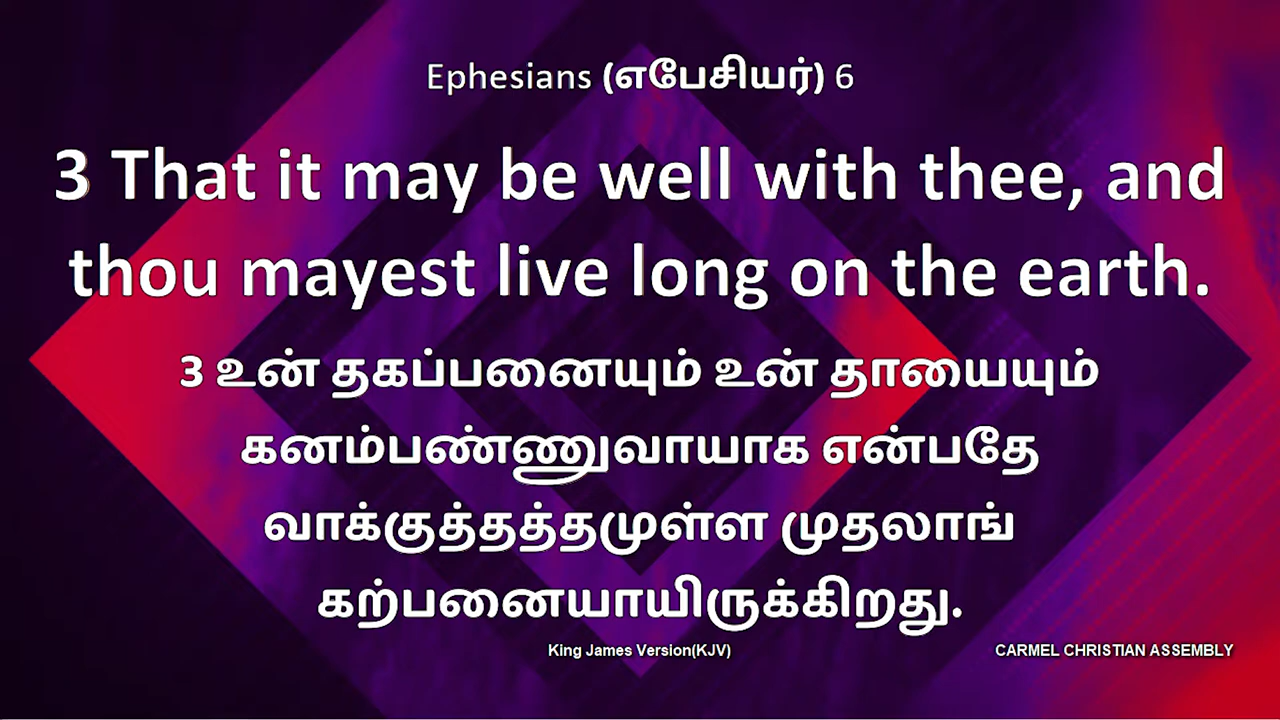 Ephesians (எபேசியர்) 6
3 That it may be well with thee, and
thou mayest live long on the earth.
3 உன் தகப்பனையும் உன் தாயையும்
கனம்பண்ணுவாயாக என்பதே
வாக்குத்தத்தமுள்ள முதலாங்
கற்பனையாயிருக்கிறது.
King James Version(KJV)
CARMEL CHRISTIAN ASSEMBLY